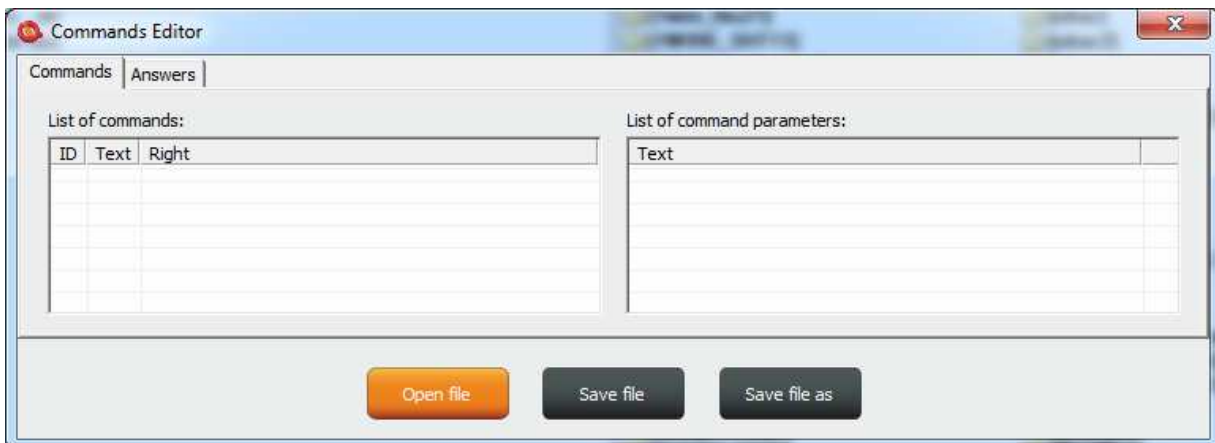 Commands Editor
Commands Answers
List of commands: List of command parameters:
ID Text Right Text
Open file Save file Save file as